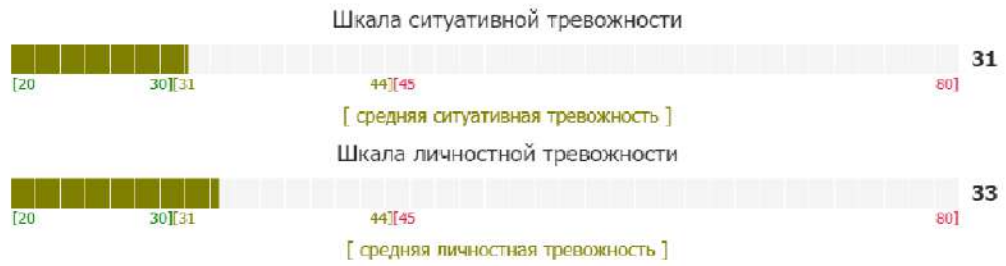 Шкала ситуативной тревожности
31
[20 30][31 44][45 80]
[ средняя ситуативная тревожность ]
Шкала личностной тревожности
33
[20 30][31 44][45 80]
[ средняя личностная тревожность ]